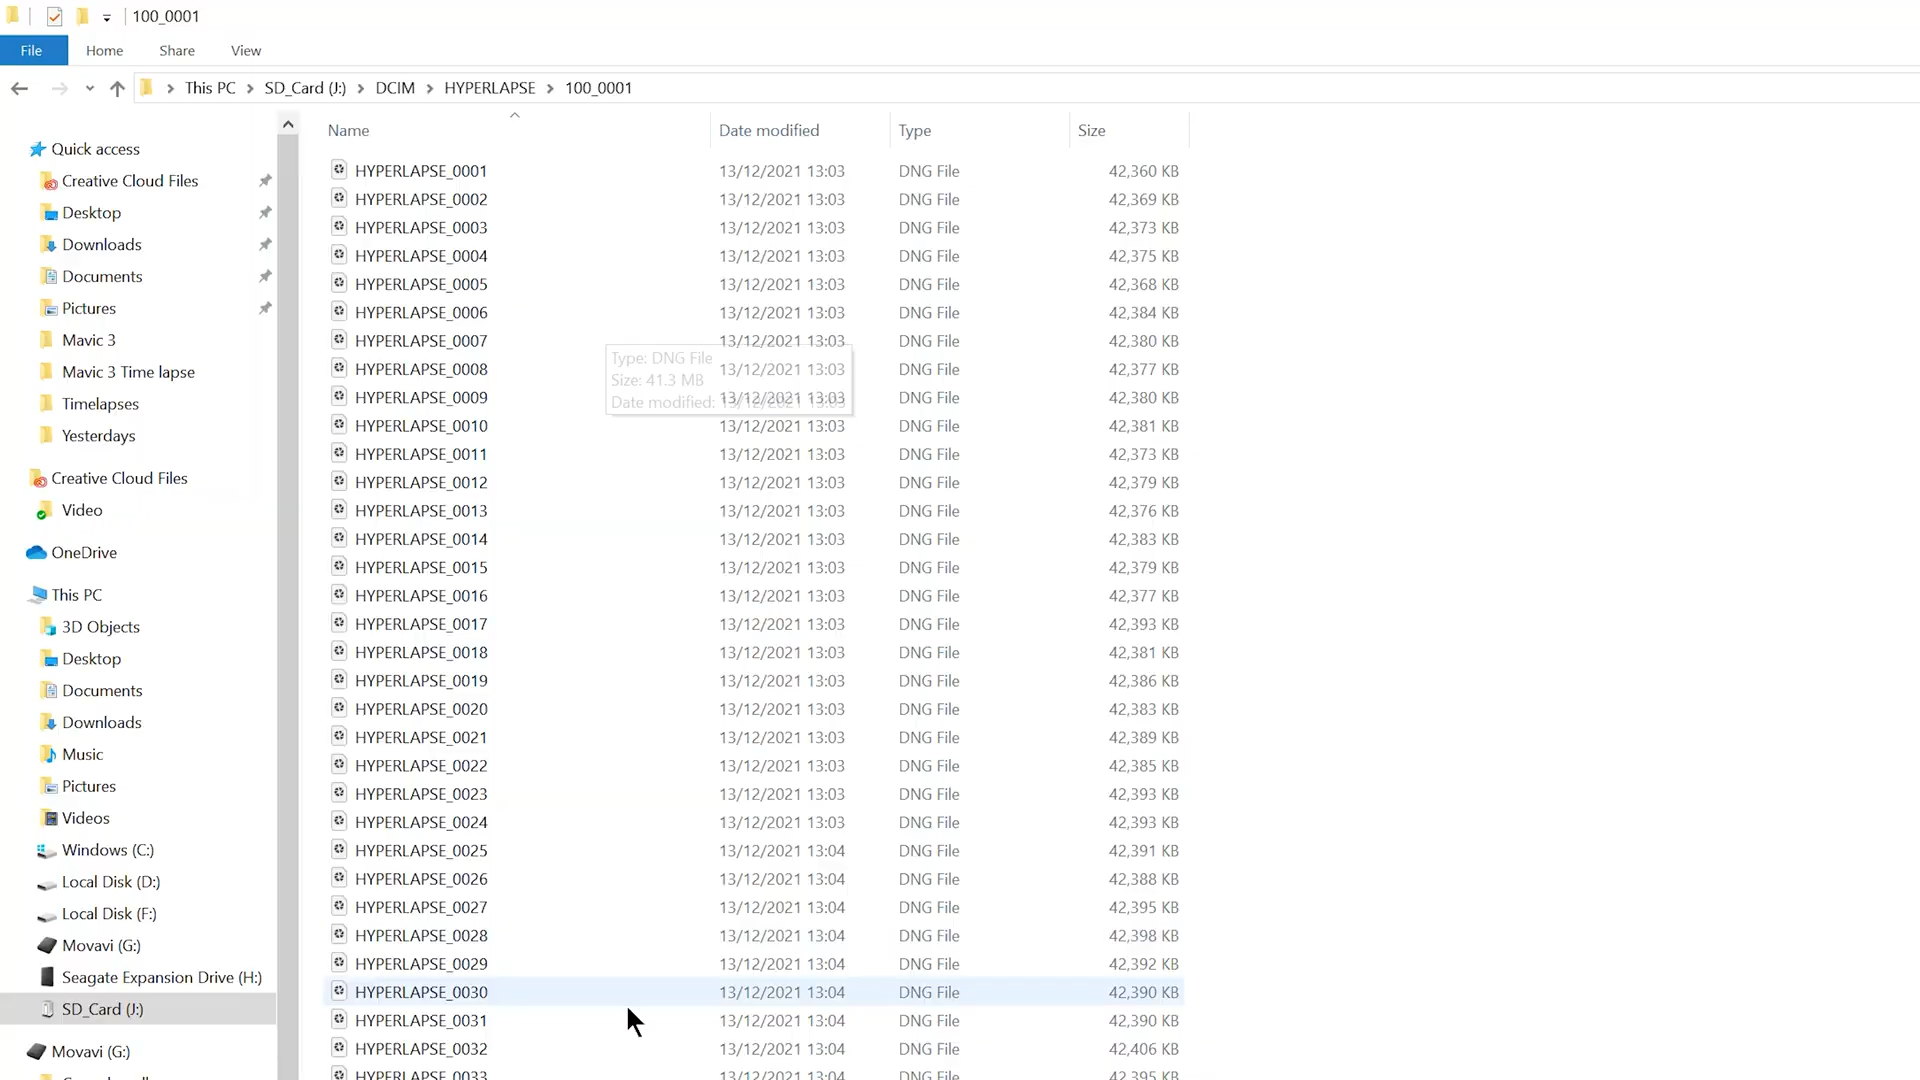 100_0001
File Home Share View
This PC SD_Card (J:) DCIM HYPERLAPSE 100_0001
Name Date modified Type Size
Quick access
Creative Cloud Files
Desktop
Downloads
Documents
Pictures
Mavic 3
Mavic 3 Time lapse
Timelapses
Yesterdays
Creative Cloud Files
Video
OneDrive
This PC
3D Objects
Desktop
Documents
Downloads
Music
Pictures
Videos
Windows (C:)
Local Disk (D:)
Local Disk (F:)
Movavi (G:)
Seagate Expansion Drive (H:)
SD_Card (J:)
Movavi (G:)
HYPERLAPSE_0001 13/12/2021 13:03 DNG File 42,360 KB
HYPERLAPSE_0002 13/12/2021 13:03 DNG File 42,369 KB
HYPERLAPSE_0003 13/12/2021 13:03 DNG File 42,373 KB
HYPERLAPSE_0004 13/12/2021 13:03 DNG File 42,375 KB
HYPERLAPSE_0005 13/12/2021 13:03 DNG File 42,368 KB
HYPERLAPSE_0006 13/12/2021 13:03 DNG File 42,384 KB
HYPERLAPSE_0007 13/12/2021 13:03 DNG File 42,380 KB
Type: DNG File
HYPERLAPSE_0008 13/12/2021 13:03 DNG File 42,377 KB
Size: 41.3 MB
HYPERLAPSE_0009 13/12/2021 13:03 DNG File 42,380 KB
Date modified: 13/12/2021 13:03
HYPERLAPSE_0010 13/12/2021 13:03 DNG File 42,381 KB
HYPERLAPSE_0011 13/12/2021 13:03 DNG File 42,373 KB
HYPERLAPSE_0012 13/12/2021 13:03 DNG File 42,379 KB
HYPERLAPSE_0013 13/12/2021 13:03 DNG File 42,376 KB
HYPERLAPSE_0014 13/12/2021 13:03 DNG File 42,383 KB
HYPERLAPSE_0015 13/12/2021 13:03 DNG File 42,379 KB
HYPERLAPSE_0016 13/12/2021 13:03 DNG File 42,377 KB
HYPERLAPSE_0017 13/12/2021 13:03 DNG File 42,393 KB
HYPERLAPSE_0018 13/12/2021 13:03 DNG File 42,381 KB
HYPERLAPSE_0019 13/12/2021 13:03 DNG File 42,386 KB
HYPERLAPSE_0020 13/12/2021 13:03 DNG File 42,383 KB
HYPERLAPSE_0021 13/12/2021 13:03 DNG File 42,389 KB
HYPERLAPSE_0022 13/12/2021 13:03 DNG File 42,385 KB
HYPERLAPSE_0023 13/12/2021 13:03 DNG File 42,393 KB
HYPERLAPSE_0024 13/12/2021 13:03 DNG File 42,393 KB
HYPERLAPSE_0025 13/12/2021 13:04 DNG File 42,391 KB
HYPERLAPSE_0026 13/12/2021 13:04 DNG File 42,388 KB
HYPERLAPSE_0027 13/12/2021 13:04 DNG File 42,395 KB
HYPERLAPSE_0028 13/12/2021 13:04 DNG File 42,398 KB
HYPERLAPSE_0029 13/12/2021 13:04 DNG File 42,392 KB
HYPERLAPSE_0030 13/12/2021 13:04 DNG File 42,390 KB
HYPERLAPSE_0031 13/12/2021 13:04 DNG File 42,390 KB
HYPERLAPSE_0032 13/12/2021 13:04 DNG File 42,406 KB
HYPERLAPSE_0033 13/12/2021 13:04 DNG File 42,395 KB